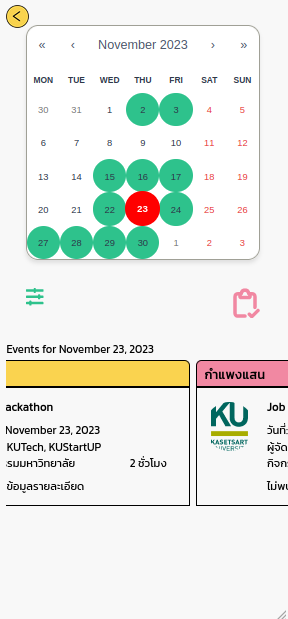 « ‹ November 2023 › »
MON TUE WED THU FRI SAT SUN
30 31 1 2 3 4 5
6 7 8 9 10 11 12
13 14 15 16 17 18 19
20 21 22 23 24 25 26
27 28 29 30 1 2 3
Events for November 23, 2023
ackathon
November 23, 2023
KUTech, KUStartUP
รมมหาวิทยาลัย 2 ชั่วโมง
ข้อมูลรายละเอียด
กำแพงแสน
KU
KASETSART
UNIVERSITY
Job
วันที่:
ผู้จัด
กิจกร
ไม่พบ